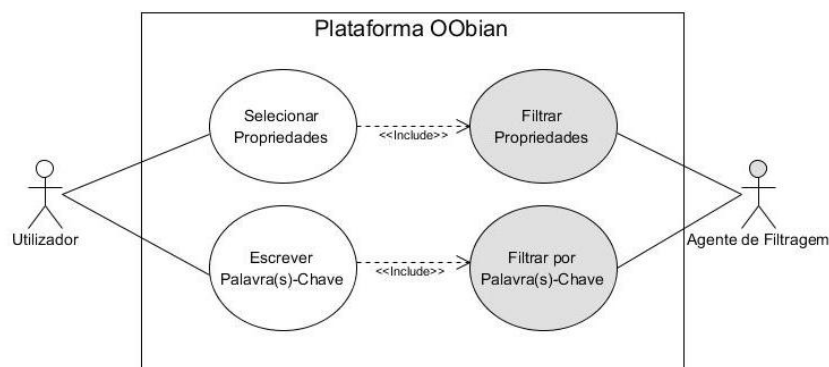 Plataforma OObian
Selecionar
Propriedades
<<Include>>
Filtrar
Propriedades
Utilizador
Agente de Filtragem
Escrever
Palavra(s)-Chave
<<Include>>
Filtrar por
Palavra(s)-Chave